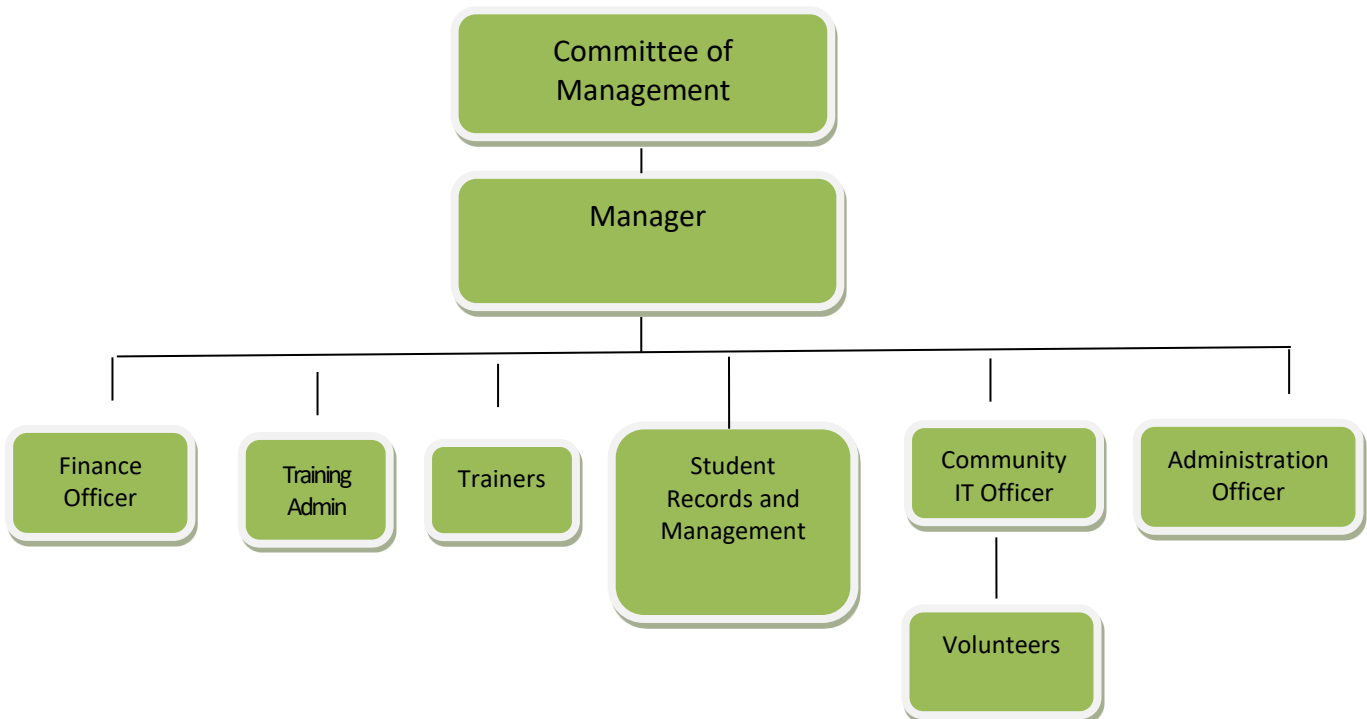 Committee of
Management
Manager
Finance
Officer
Training
Admin
Trainers
Student
Records and
Management
Community
IT Officer
Administration
Officer
Volunteers